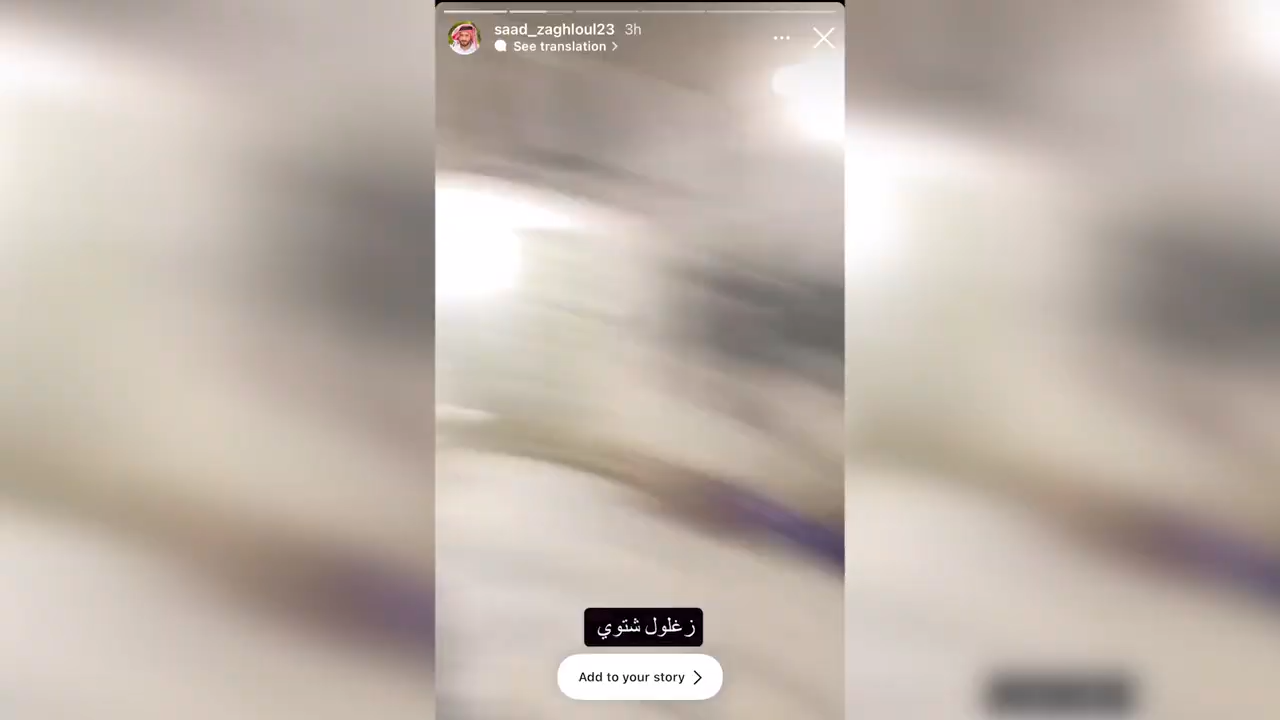 saad_zaghloul23 3h
See translation
زغلول شتوي
Add to your story